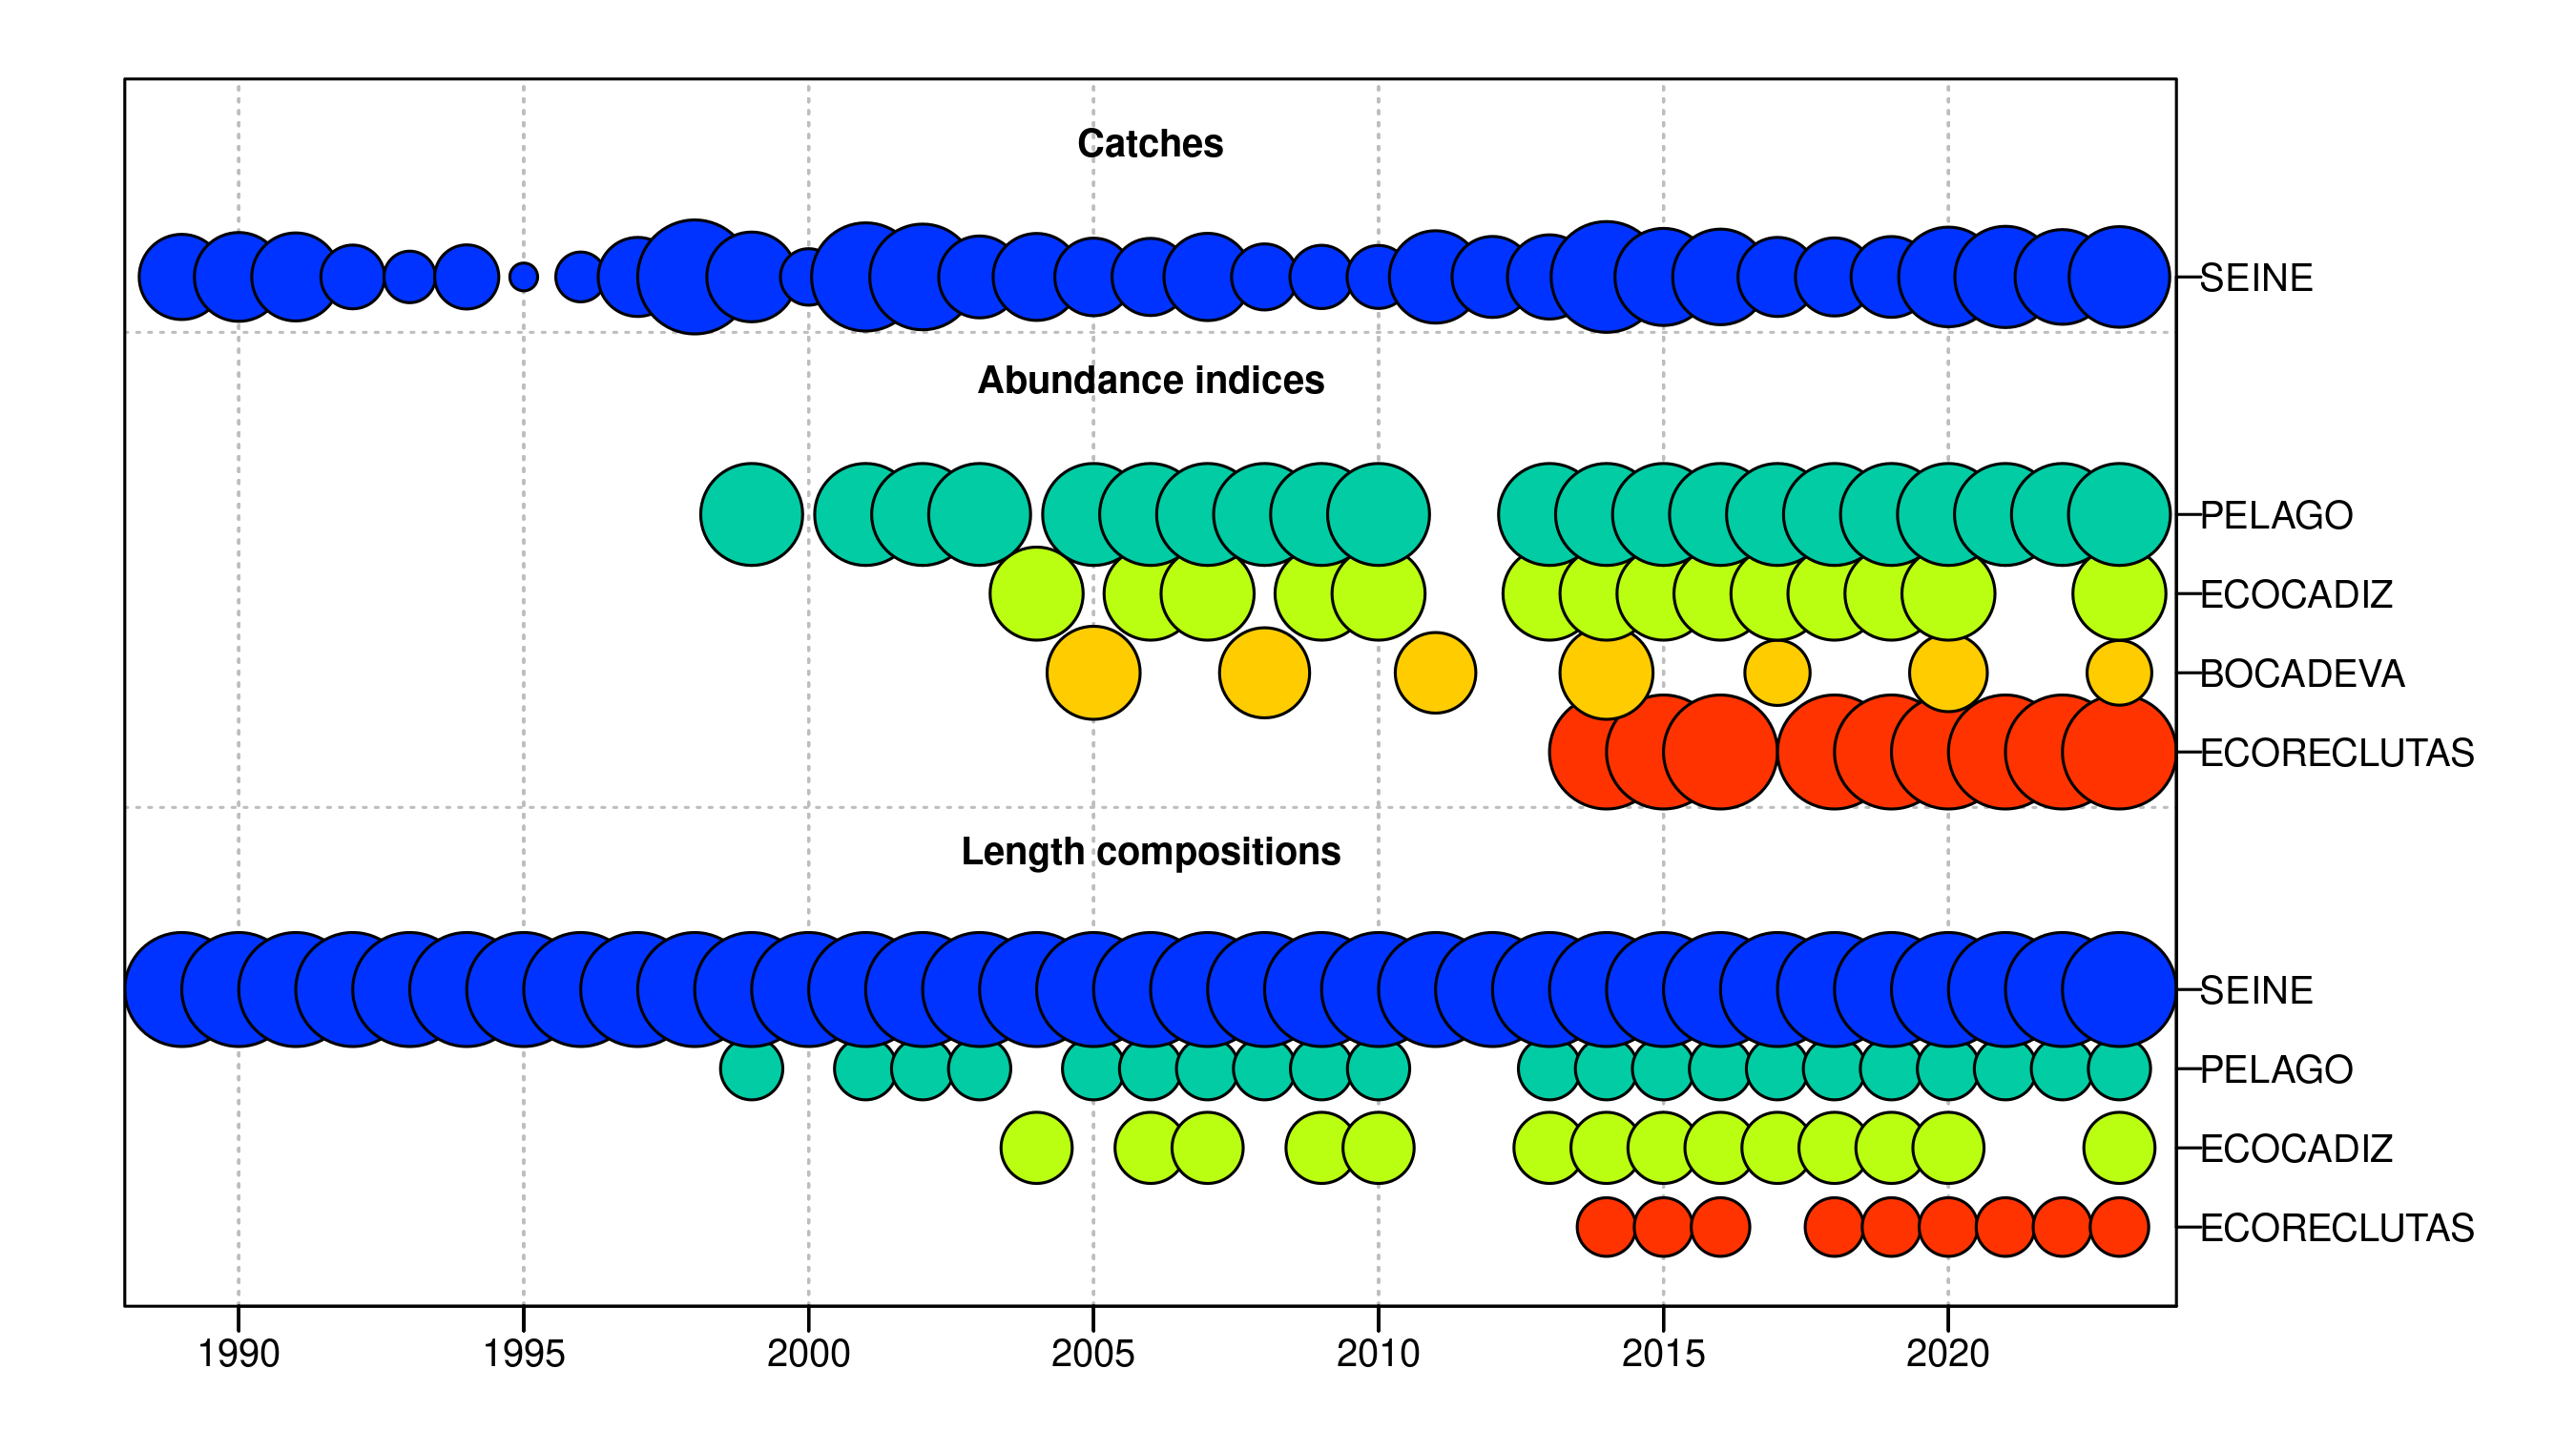 Catches
SEINE
Abundance indices
PELAGO
ECOCADIZ
BOCADEVA
ECORECLUTAS
Length compositions
SEINE
PELAGO
ECOCADIZ
ECORECLUTAS
1990 1995 2000 2005 2010 2015 2020